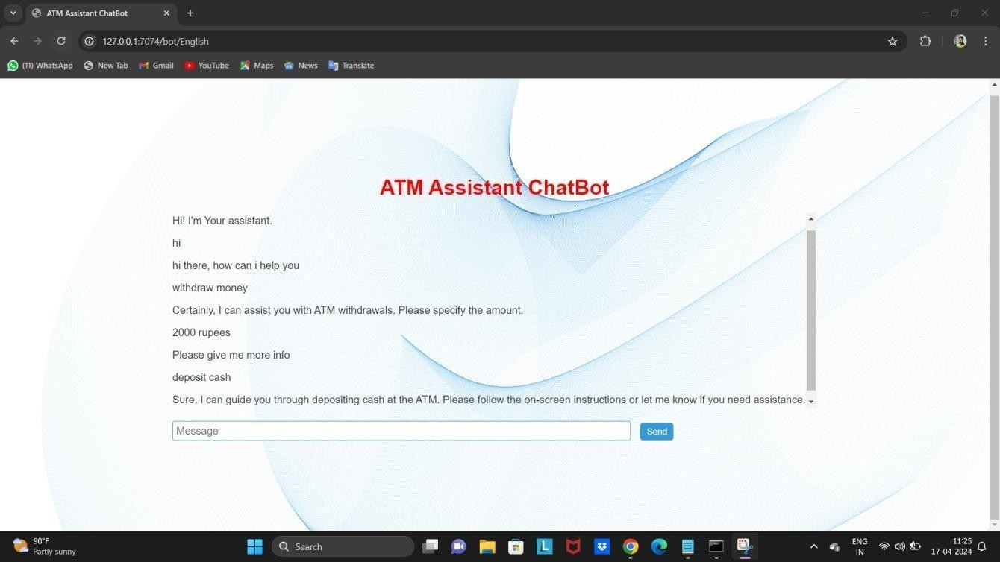 ATM Assistant ChatBot
127.0.0.1:7074/bot/English
(11) WhatsApp New Tab Gmail YouTube Maps News Translate
ATM Assistant ChatBot
Hi! I'm Your assistant.
hi
hi there, how can i help you
withdraw money
Certainly, I can assist you with ATM withdrawals. Please specify the amount.
2000 rupees
Please give me more info
deposit cash
Sure, I can guide you through depositing cash at the ATM. Please follow the on-screen instructions or let me know if you need assistance.
Message Send
90°F
Partly sunny
Search
L
ENG
IN
11:25
17-04-2024